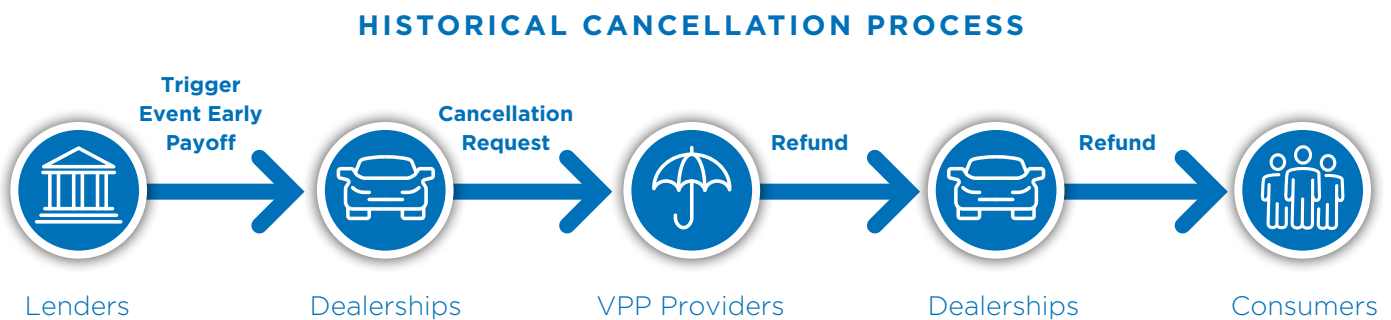 HISTORICAL CANCELLATION PROCESS
Trigger
Event Early
Payoff
Cancellation
Request
Refund
Refund
Lenders
Dealerships
VPP Providers
Dealerships
Consumers